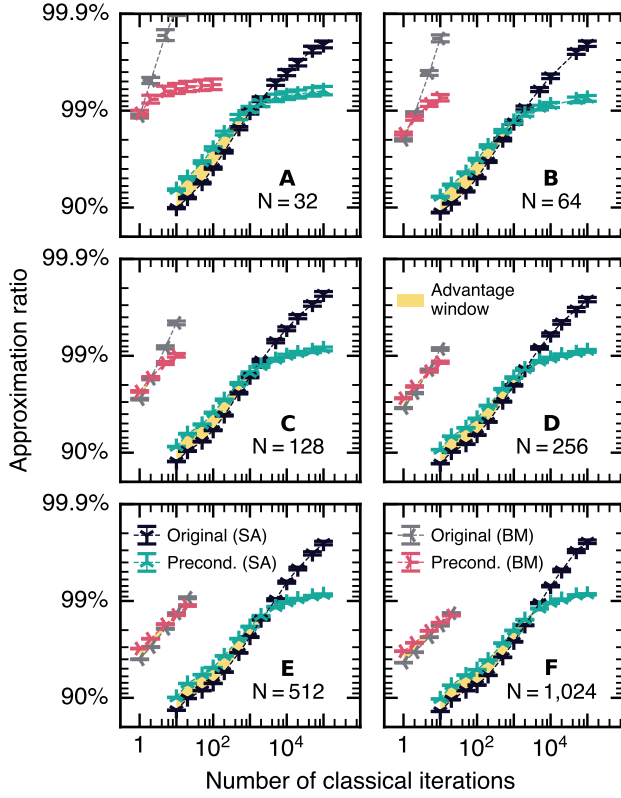 99.9%
99%
90%
A
N = 32
B
N = 64
Approximation ratio
99.9%
99%
90%
C
N = 128
Advantage
window
D
N = 256
99.9%
99%
90%
Original (SA)
Precond. (SA)
E
N = 512
Original (BM)
Precond. (BM)
F
N = 1,024
1
10²
10⁴
1
10²
10⁴
Number of classical iterations